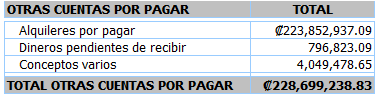 OTRAS CUENTAS POR PAGAR TOTAL
Alquileres por pagar ₡223,852,937.09
Dineros pendientes de recibir 796,823.09
Conceptos varios 4,049,478.65
TOTAL OTRAS CUENTAS POR PAGAR ₡228,699,238.83